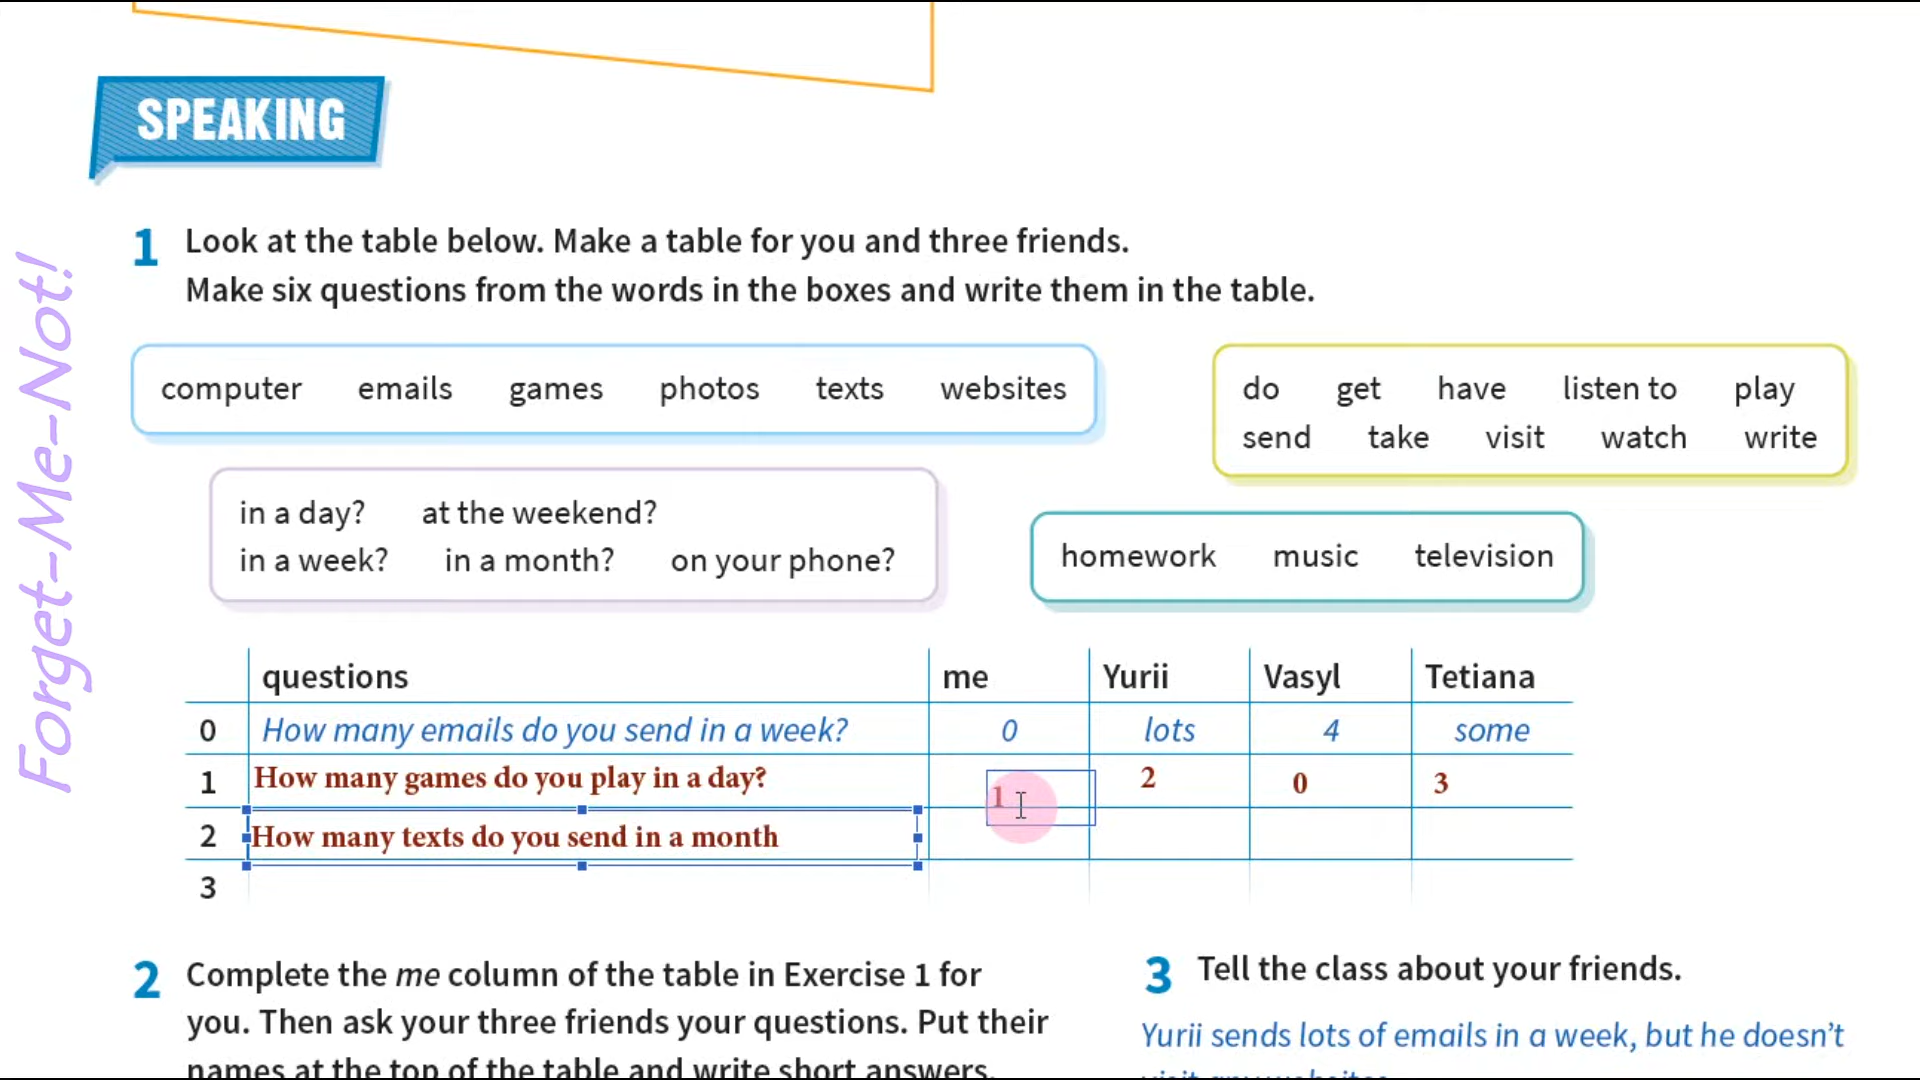 SPEAKING
Forget-Me-Not!
1 Look at the table below. Make a table for you and three friends.
Make six questions from the words in the boxes and write them in the table.
computer emails games photos texts websites
do get have listen to play
send take visit watch write
in a day? at the weekend?
in a week? in a month? on your phone?
homework music television
questions me Yurii Vasyl Tetiana
0 How many emails do you send in a week? 0 lots 4 some
1 How many games do you play in a day? 1 2 0 3
2 How many texts do you send in a month
3
2 Complete the me column of the table in Exercise 1 for
you. Then ask your three friends your questions. Put their
names at the top of the table and write short answers.
3 Tell the class about your friends.
Yurii sends lots of emails in a week, but he doesn't
visit any websites